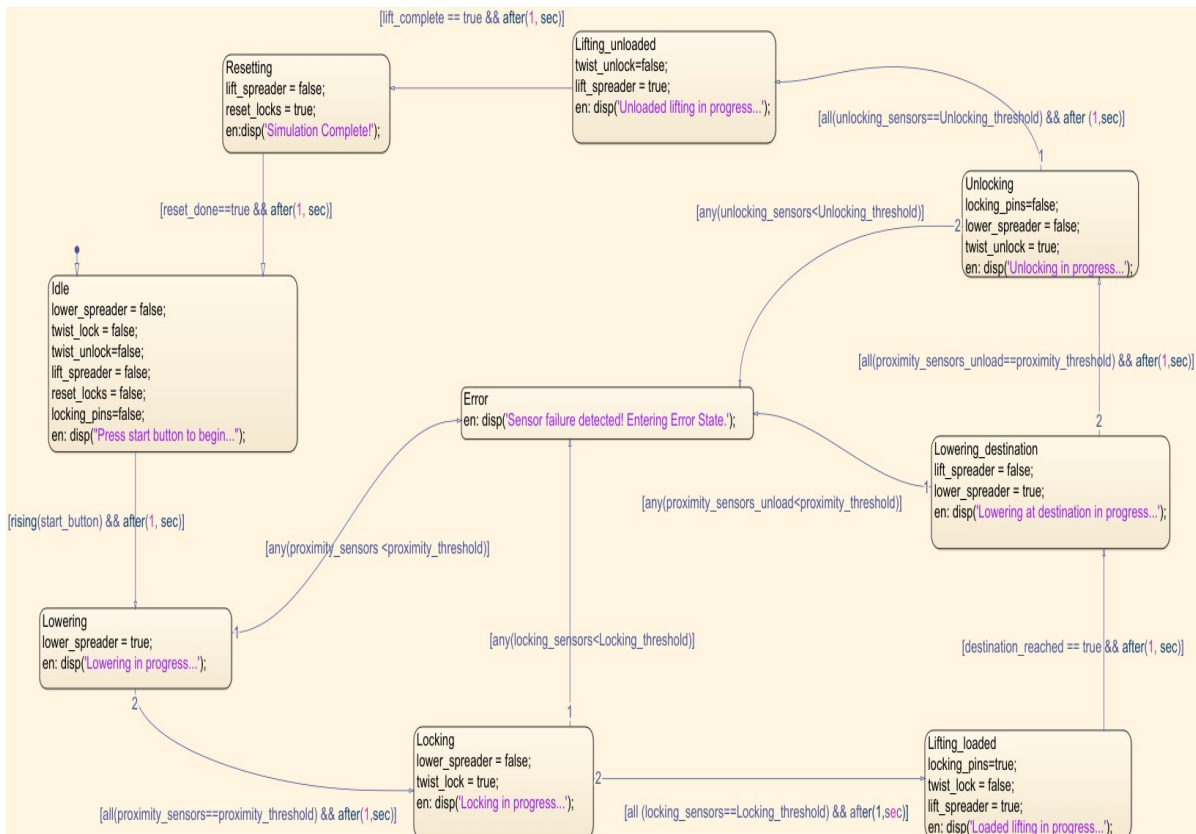 [lift_complete == true && after(1, sec)]
Lifting_unloaded
twist_unlock=false;
lift_spreader = true;
en: disp('Unloaded lifting in progress...');
Resetting
lift_spreader = false;
reset_locks = true;
en:disp('Simulation Complete!');
[all(unlocking_sensors==Unlocking_threshold) && after (1,sec)]
1
Unlocking
locking_pins=false;
lower_spreader = false;
twist_unlock = true;
en: disp('Unlocking in progress...');
2
[any(unlocking_sensors<Unlocking_threshold)]
[reset_done==true && after(1, sec)]
Idle
lower_spreader = false;
twist_lock = false;
twist_unlock=false;
lift_spreader = false;
reset_locks = false;
locking_pins=false;
en: disp("Press start button to begin...");
[all(proximity_sensors_unload==proximity_threshold) && after(1,sec)]
2
Error
en: disp('Sensor failure detected! Entering Error State.');
Lowering_destination
lift_spreader = false;
lower_spreader = true;
en: disp('Lowering at destination in progress...');
1
[any(proximity_sensors_unload<proximity_threshold)]
[rising(start_button) && after(1, sec)]
[any(proximity_sensors <proximity_threshold)]
Lowering
lower_spreader = true;
en: disp('Lowering in progress...');
1
2
[any(locking_sensors<Locking_threshold)]
[destination_reached == true && after(1, sec)]
1
Locking
lower_spreader = false;
twist_lock = true;
en: disp('Locking in progress...');
2
Lifting_loaded
locking_pins=true;
twist_lock = false;
lift_spreader = true;
en: disp('Loaded lifting in progress...');
[all(proximity_sensors==proximity_threshold) && after(1,sec)]
[all (locking_sensors==Locking_threshold) && after(1,sec)]